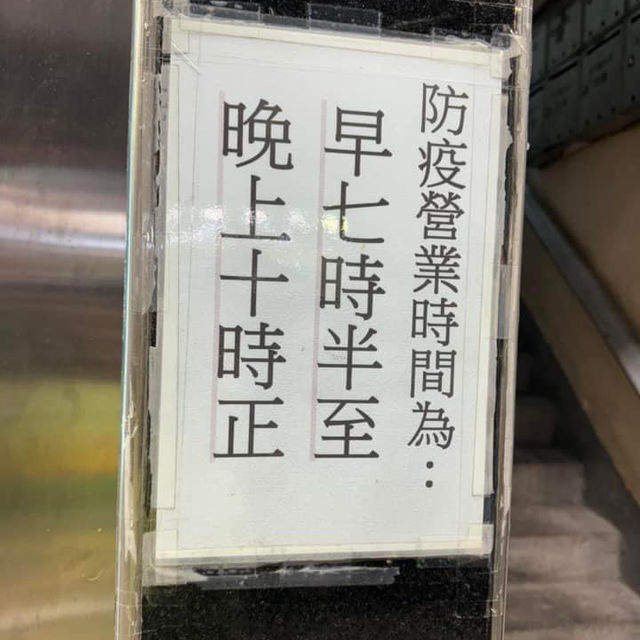 防疫營業時間為：
早七時半至
晚上十時正